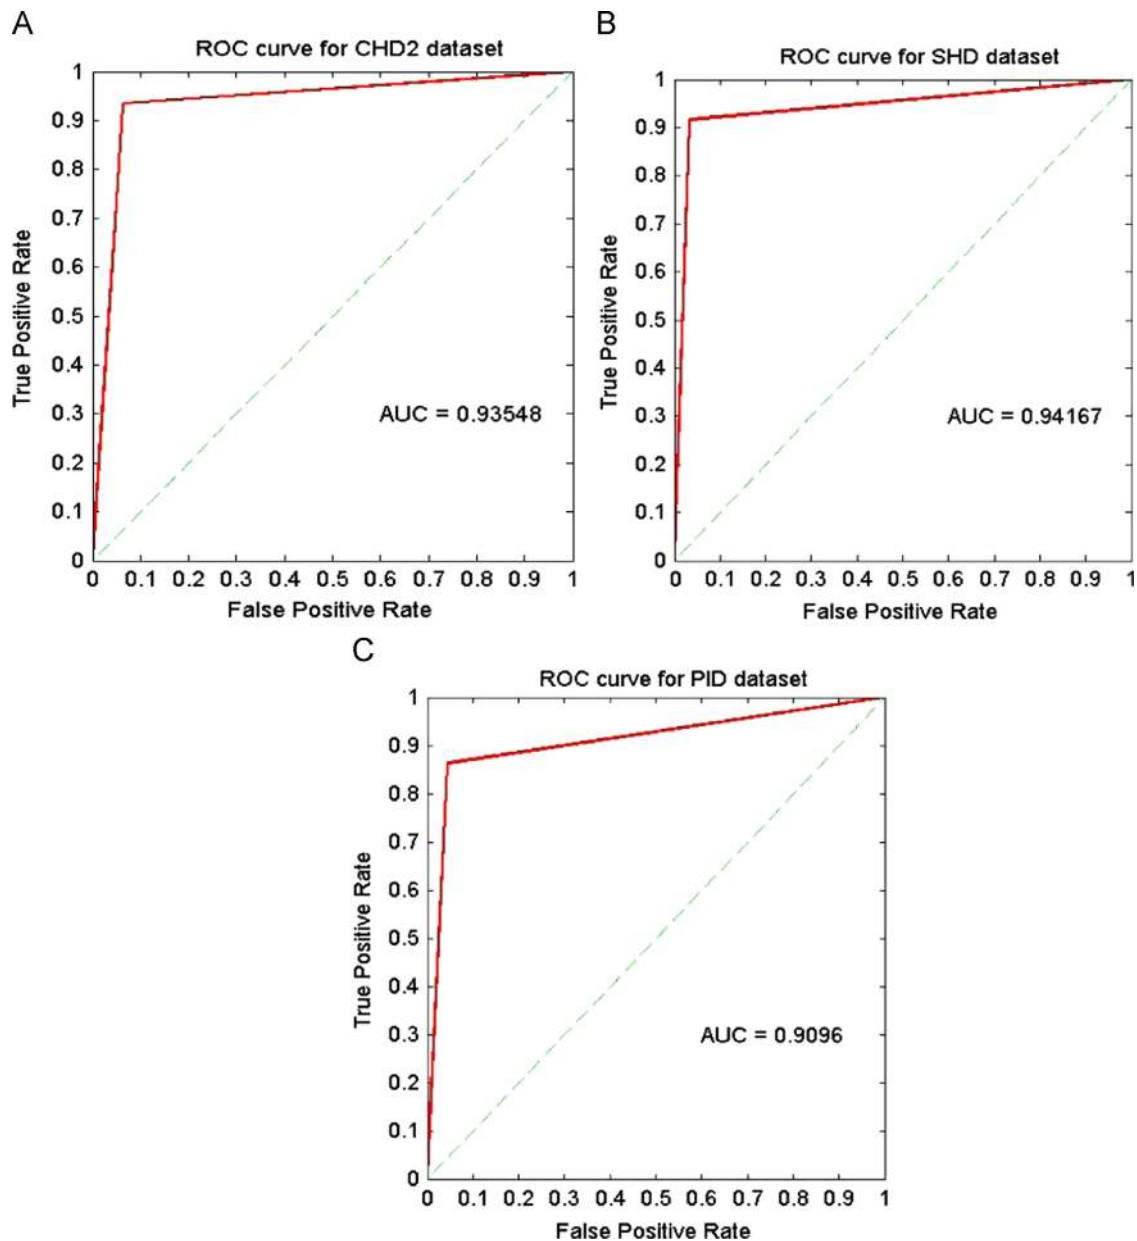 A
ROC curve for CHD2 dataset
1
0.9
0.8
0.7
0.6
0.5
0.4
0.3
0.2
0.1
0
True Positive Rate
AUC = 0.93548
0 0.1 0.2 0.3 0.4 0.5 0.6 0.7 0.8 0.9 1
False Positive Rate
B
ROC curve for SHD dataset
1
0.9
0.8
0.7
0.6
0.5
0.4
0.3
0.2
0.1
0
True Positive Rate
AUC = 0.94167
0 0.1 0.2 0.3 0.4 0.5 0.6 0.7 0.8 0.9 1
False Positive Rate
C
ROC curve for PID dataset
1
0.9
0.8
0.7
0.6
0.5
0.4
0.3
0.2
0.1
0
True Positive Rate
AUC = 0.9096
0 0.1 0.2 0.3 0.4 0.5 0.6 0.7 0.8 0.9 1
False Positive Rate